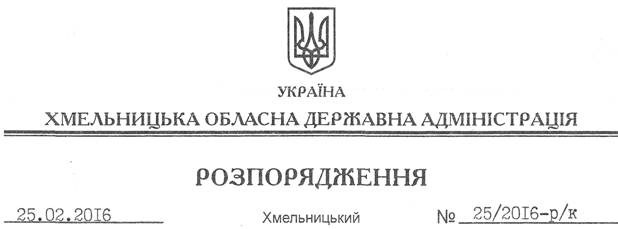 УКРАЇНА
ХМЕЛЬНИЦЬКА ОБЛАСНА ДЕРЖАВНА АДМІНІСТРАЦІЯ
РОЗПОРЯДЖЕННЯ
25.02.2016 Хмельницький № 25/2016-р/к